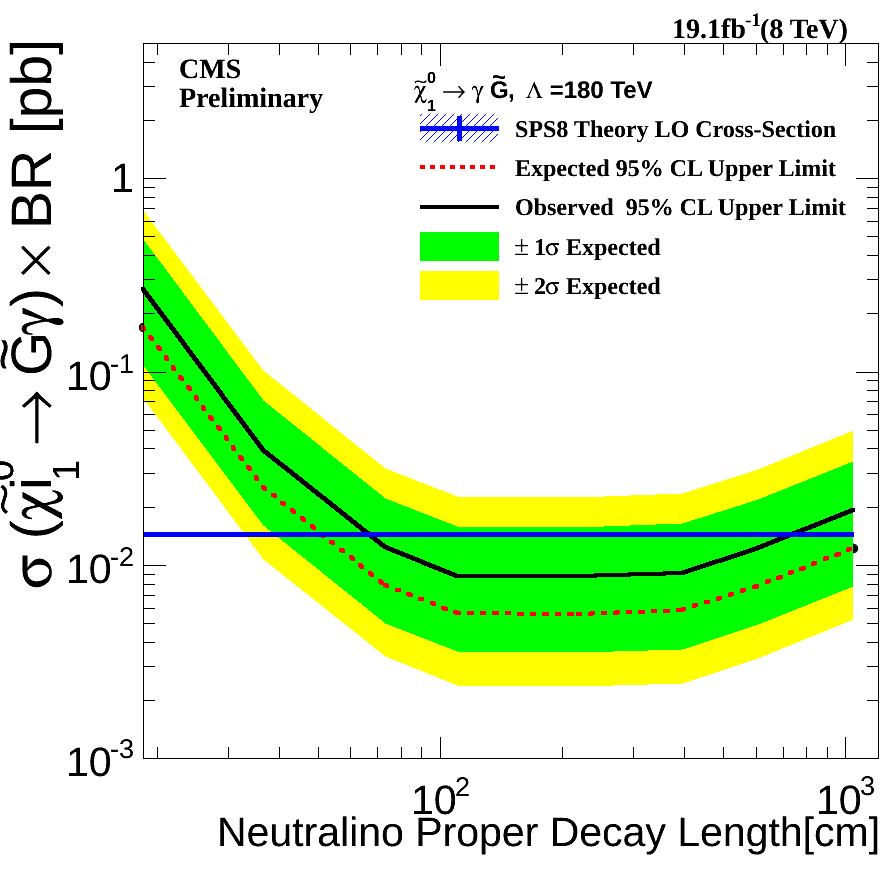 19.1fb⁻¹(8 TeV)
CMS
Preliminary
χ̃⁰₁ → γ G̃, Λ =180 TeV
SPS8 Theory LO Cross-Section
Expected 95% CL Upper Limit
Observed 95% CL Upper Limit
± 1σ Expected
± 2σ Expected
σ (χ̃i⁰₁ → G̃γ) × BR [pb]
1
10⁻¹
10⁻²
10⁻³
10²
10³
Neutralino Proper Decay Length[cm]